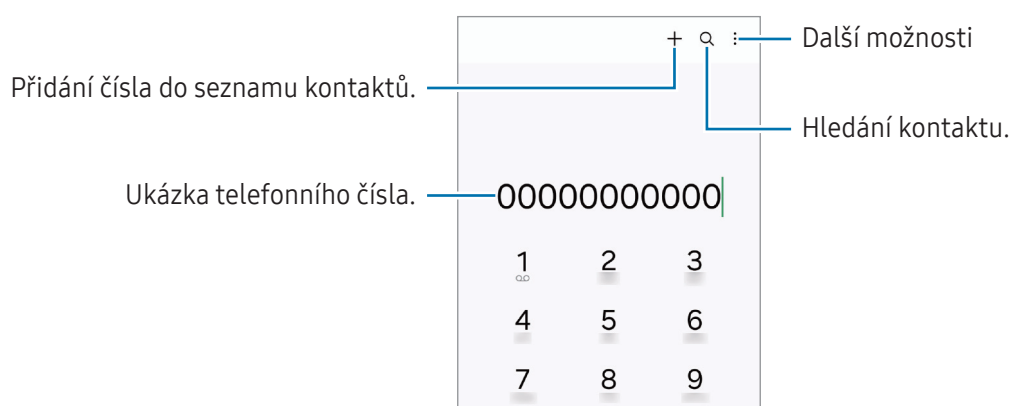 Další možnosti
Přidání čísla do seznamu kontaktů.
Hledání kontaktu.
Ukázka telefonního čísla.
00000000000
1 2 3
4 5 6
7 8 9